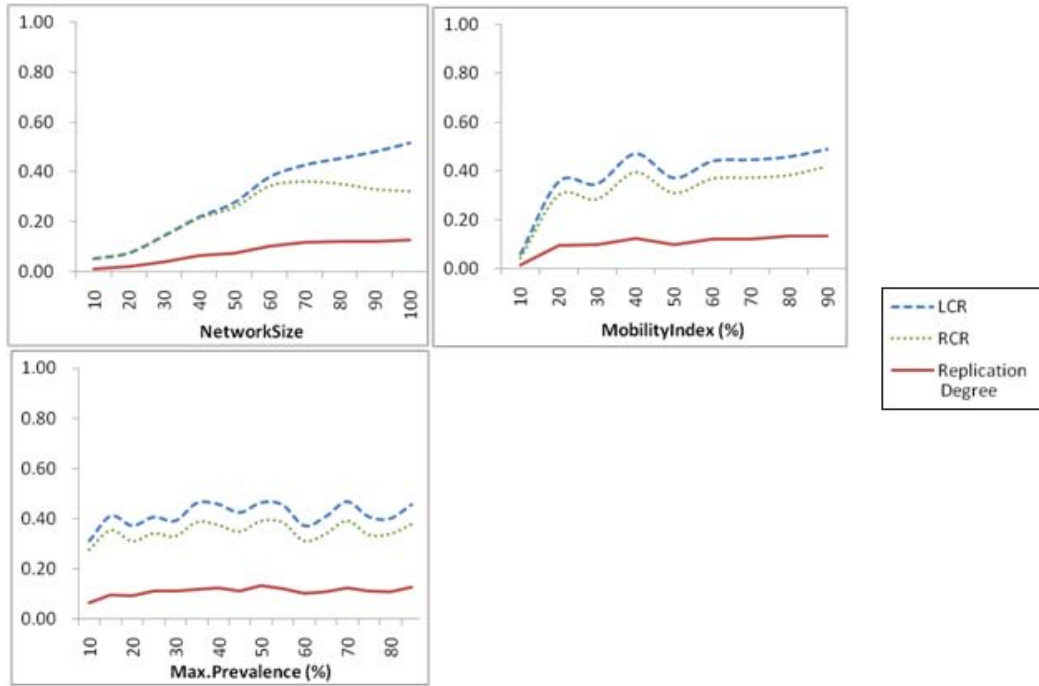 1.00
0.80
0.60
0.40
0.20
0.00
10 20 30 40 50 60 70 80 90 100
NetworkSize
1.00
0.80
0.60
0.40
0.20
0.00
10 20 30 40 50 60 70 80 90
MobilityIndex (%)
LCR
RCR
Replication
Degree
1.00
0.80
0.60
0.40
0.20
0.00
10 20 30 40 50 60 70 80
Max.Prevalence (%)